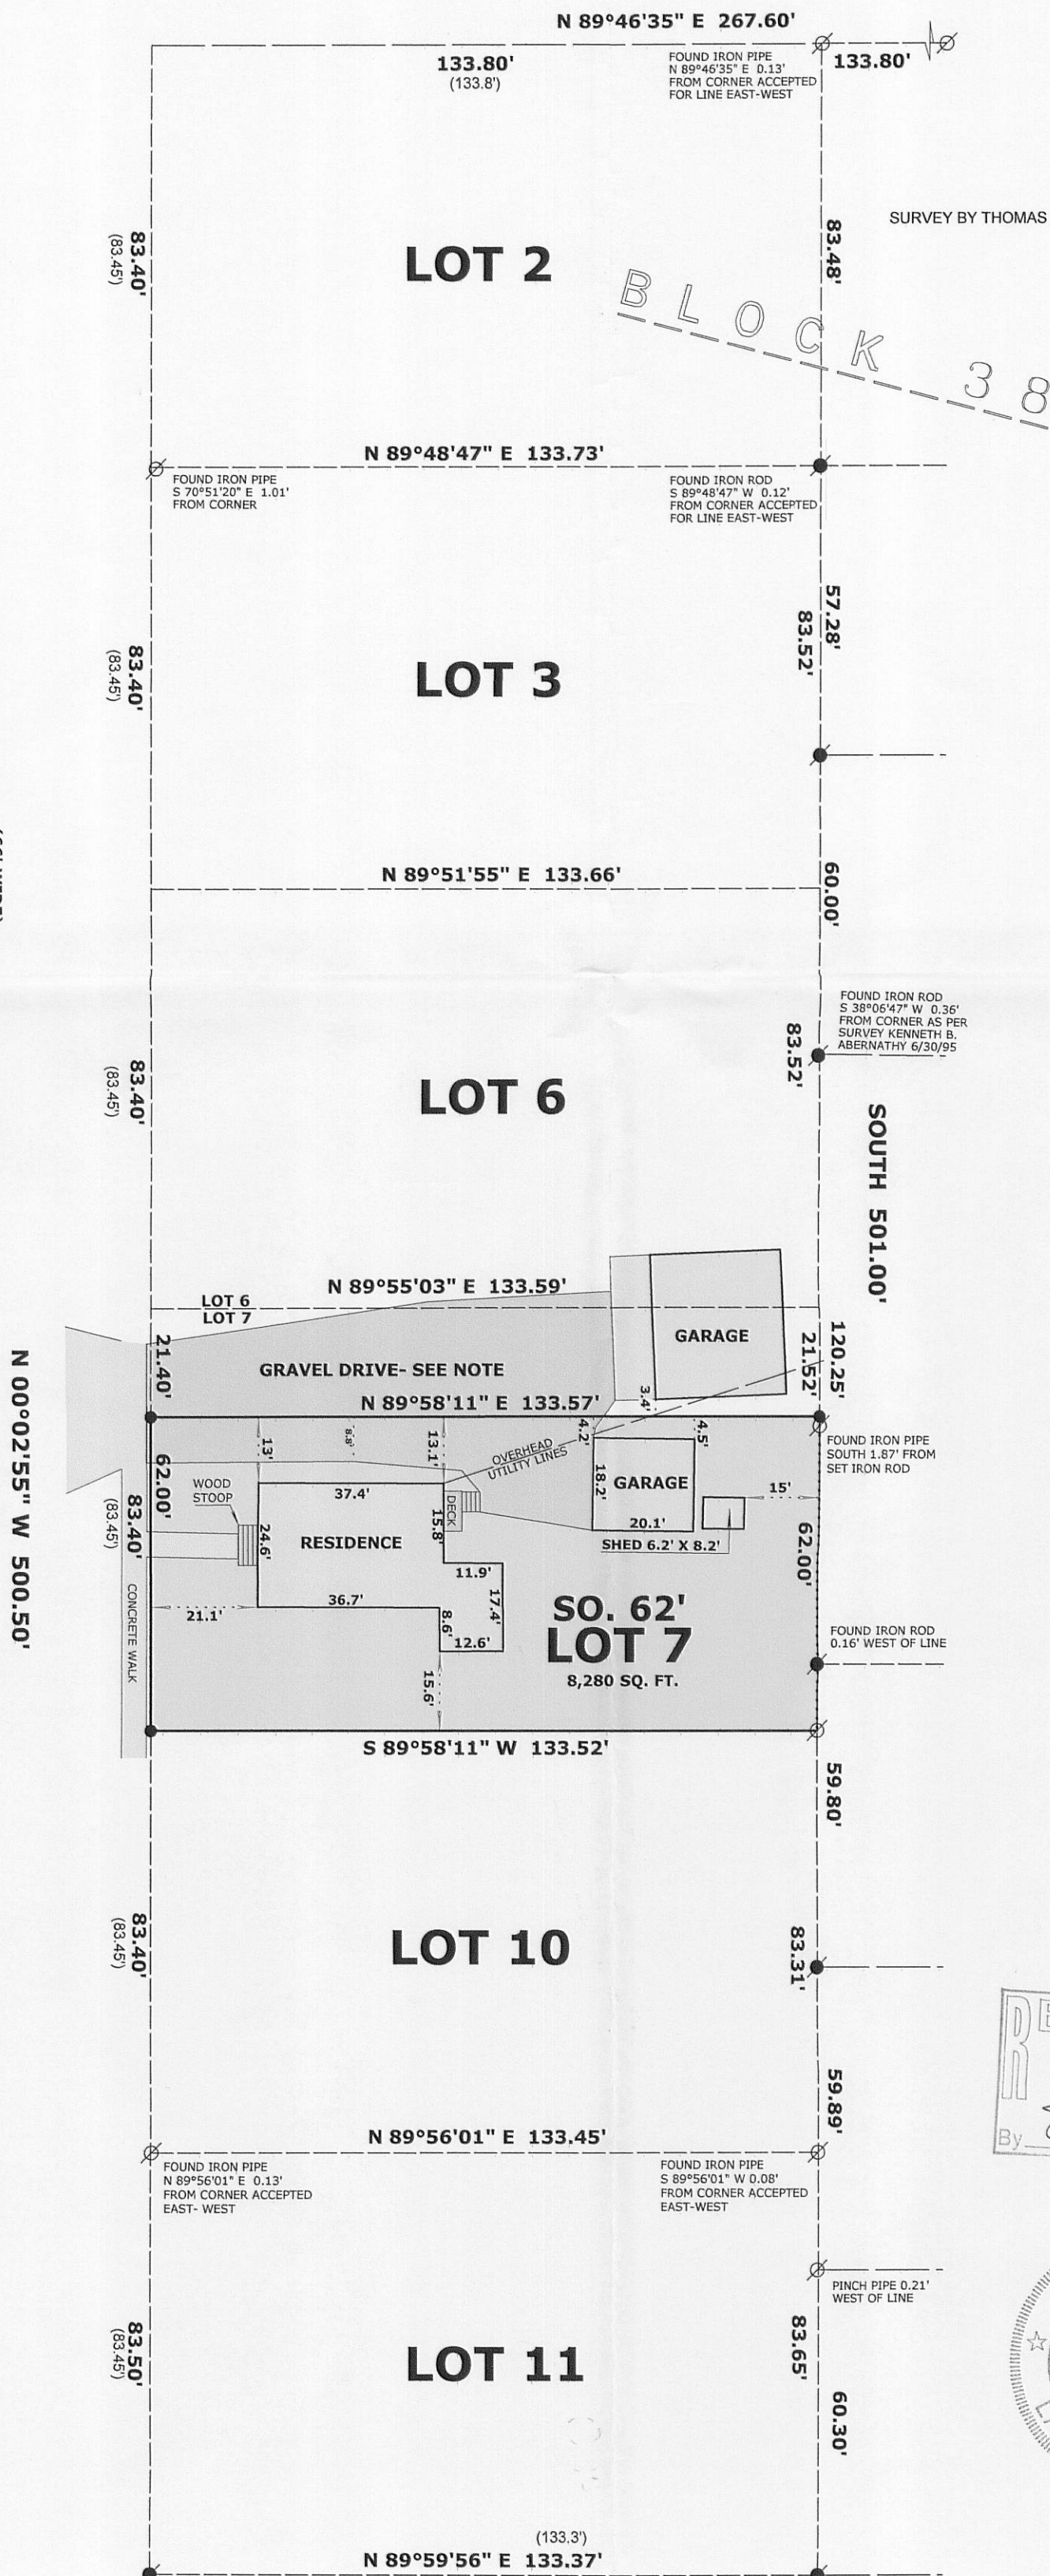 N 89°46'35" E 267.60'
133.80'
(133.8')
FOUND IRON PIPE
N 89°46'35" E 0.13'
FROM CORNER ACCEPTED
FOR LINE EAST-WEST
133.80'
SURVEY BY THOMAS
83.40'
(83.45')
LOT 2
83.48'
BLOCK 38
N 89°48'47" E 133.73'
FOUND IRON PIPE
S 70°51'20" E 1.01'
FROM CORNER
FOUND IRON ROD
S 89°48'47" W 0.12'
FROM CORNER ACCEPTED
FOR LINE EAST-WEST
57.28'
83.52'
83.40'
(83.45')
LOT 3
N 89°51'55" E 133.66'
60.00'
FOUND IRON ROD
S 38°06'47" W 0.36'
FROM CORNER AS PER
SURVEY KENNETH B.
ABERNATHY 6/30/95
83.52'
83.40'
(83.45')
LOT 6
SOUTH 501.00'
N 89°55'03" E 133.59'
LOT 6
LOT 7
GARAGE
120.25'
21.52'
21.40'
GRAVEL DRIVE- SEE NOTE
3.4'
N 89°58'11" E 133.57'
N 00°02'55" W 500.50'
13'
8.8'
13.1'
4.2'
4.5'
OVERHEAD
UTILITY LINES
FOUND IRON PIPE
SOUTH 1.87' FROM
SET IRON ROD
62.00'
WOOD
STOOP
37.4'
DECK
15.8'
18.2'
GARAGE
15'
83.40'
(83.45')
24.6'
RESIDENCE
20.1'
SHED 6.2' X 8.2'
62.00'
11.9'
CONCRETE WALK
21.1'
36.7'
17.4'
8.6'
12.6'
SO. 62'
LOT 7
8,280 SQ. FT.
FOUND IRON ROD
0.16' WEST OF LINE
15.6'
S 89°58'11" W 133.52'
59.80'
83.40'
(83.45')
LOT 10
83.31'
59.89'
By
N 89°56'01" E 133.45'
FOUND IRON PIPE
N 89°56'01" E 0.13'
FROM CORNER ACCEPTED
EAST- WEST
FOUND IRON PIPE
S 89°56'01" W 0.08'
FROM CORNER ACCEPTED
EAST-WEST
PINCH PIPE 0.21'
WEST OF LINE
83.50'
(83.45')
LOT 11
83.65'
60.30'
(133.3')
N 89°59'56" E 133.37'